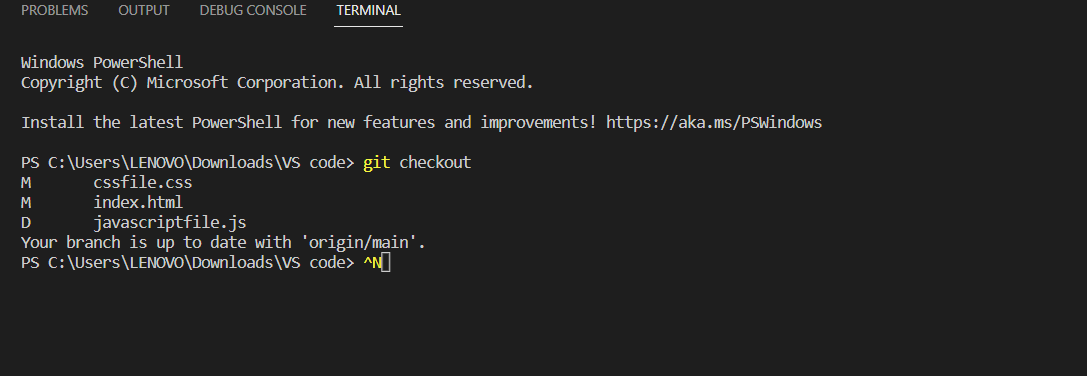 PROBLEMS OUTPUT DEBUG CONSOLE TERMINAL
Windows PowerShell
Copyright (C) Microsoft Corporation. All rights reserved.
Install the latest PowerShell for new features and improvements! https://aka.ms/PSWindows
PS C:\Users\LENOVO\Downloads\VS code> git checkout
M       cssfile.css
M       index.html
D       javascriptfile.js
Your branch is up to date with 'origin/main'.
PS C:\Users\LENOVO\Downloads\VS code> ^N